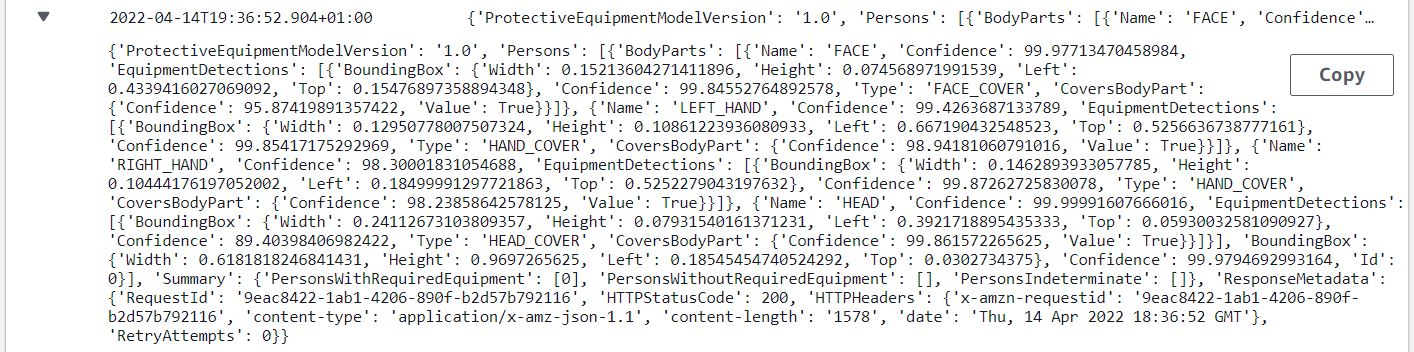 2022-04-14T19:36:52.904+01:00 {'ProtectiveEquipmentModelVersion': '1.0', 'Persons': [{'BodyParts': [{'Name': 'FACE', 'Confidence'…
{'ProtectiveEquipmentModelVersion': '1.0', 'Persons': [{'BodyParts': [{'Name': 'FACE', 'Confidence': 99.97713470458984,
'EquipmentDetections': [{'BoundingBox': {'Width': 0.15213604271411896, 'Height': 0.074568971991539, 'Left':
0.4339416027069092, 'Top': 0.15476897358894348}, 'Confidence': 99.84552764892578, 'Type': 'FACE_COVER', 'CoversBodyPart':
{'Confidence': 95.87419891357422, 'Value': True}}]}, {'Name': 'LEFT_HAND', 'Confidence': 99.4263687133789, 'EquipmentDetections':
[{'BoundingBox': {'Width': 0.12950778007507324, 'Height': 0.10861223936080933, 'Left': 0.667190432548523, 'Top': 0.5256636738777161},
'Confidence': 99.85417175292969, 'Type': 'HAND_COVER', 'CoversBodyPart': {'Confidence': 98.94181060791016, 'Value': True}}]}, {'Name':
'RIGHT_HAND', 'Confidence': 98.30001831054688, 'EquipmentDetections': [{'BoundingBox': {'Width': 0.1462893933057785, 'Height':
0.10444176197052002, 'Left': 0.18499991297721863, 'Top': 0.5252279043197632}, 'Confidence': 99.87262725830078, 'Type': 'HAND_COVER',
'CoversBodyPart': {'Confidence': 98.23858642578125, 'Value': True}}]}, {'Name': 'HEAD', 'Confidence': 99.99991607666016, 'EquipmentDetections':
[{'BoundingBox': {'Width': 0.24112673103809357, 'Height': 0.07931540161371231, 'Left': 0.3921718895435333, 'Top': 0.05930032581090927},
'Confidence': 89.40398406982422, 'Type': 'HEAD_COVER', 'CoversBodyPart': {'Confidence': 99.861572265625, 'Value': True}}]}], 'BoundingBox':
{'Width': 0.6181818246841431, 'Height': 0.9697265625, 'Left': 0.18545454740524292, 'Top': 0.0302734375}, 'Confidence': 99.9794692993164, 'Id':
0}], 'Summary': {'PersonsWithRequiredEquipment': [0], 'PersonsWithoutRequiredEquipment': [], 'PersonsIndeterminate': []}, 'ResponseMetadata':
{'RequestId': '9eac8422-1ab1-4206-890f-b2d57b792116', 'HTTPStatusCode': 200, 'HTTPHeaders': {'x-amzn-requestid': '9eac8422-1ab1-4206-890f-
b2d57b792116', 'content-type': 'application/x-amz-json-1.1', 'content-length': '1578', 'date': 'Thu, 14 Apr 2022 18:36:52 GMT'},
'RetryAttempts': 0}}
Copy